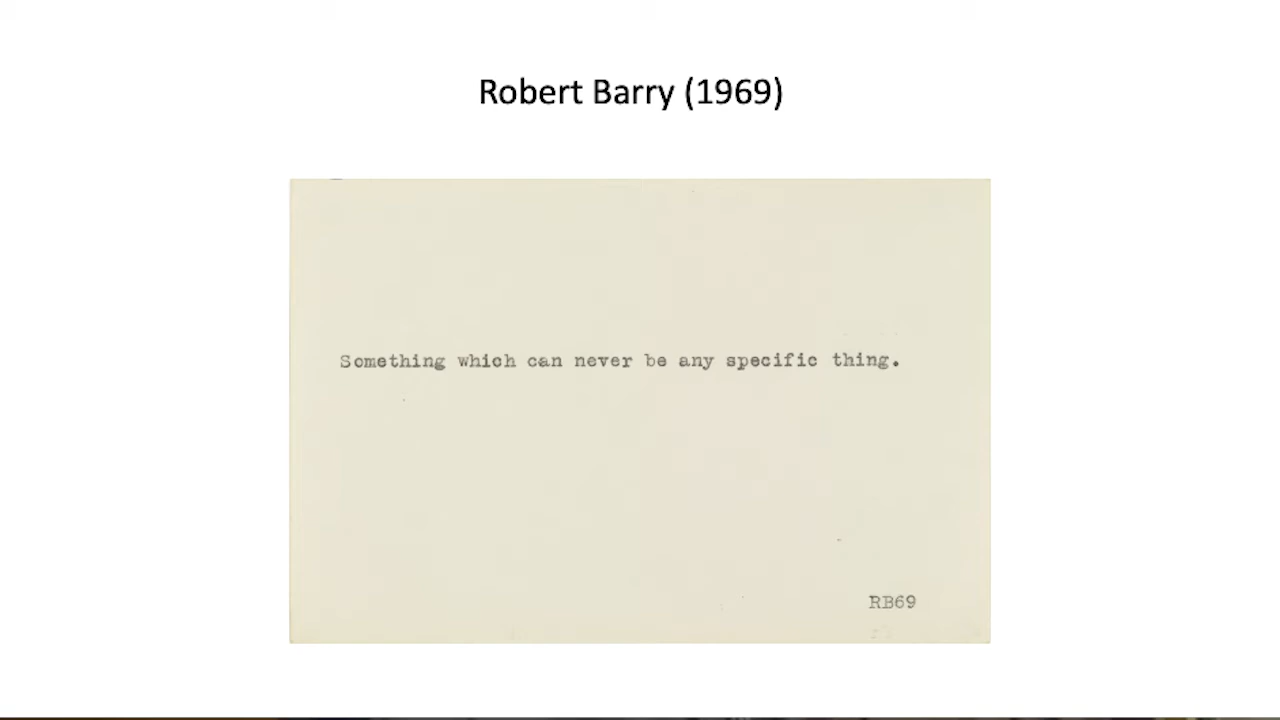 Robert Barry (1969)
Something which can never be any specific thing.
RB69